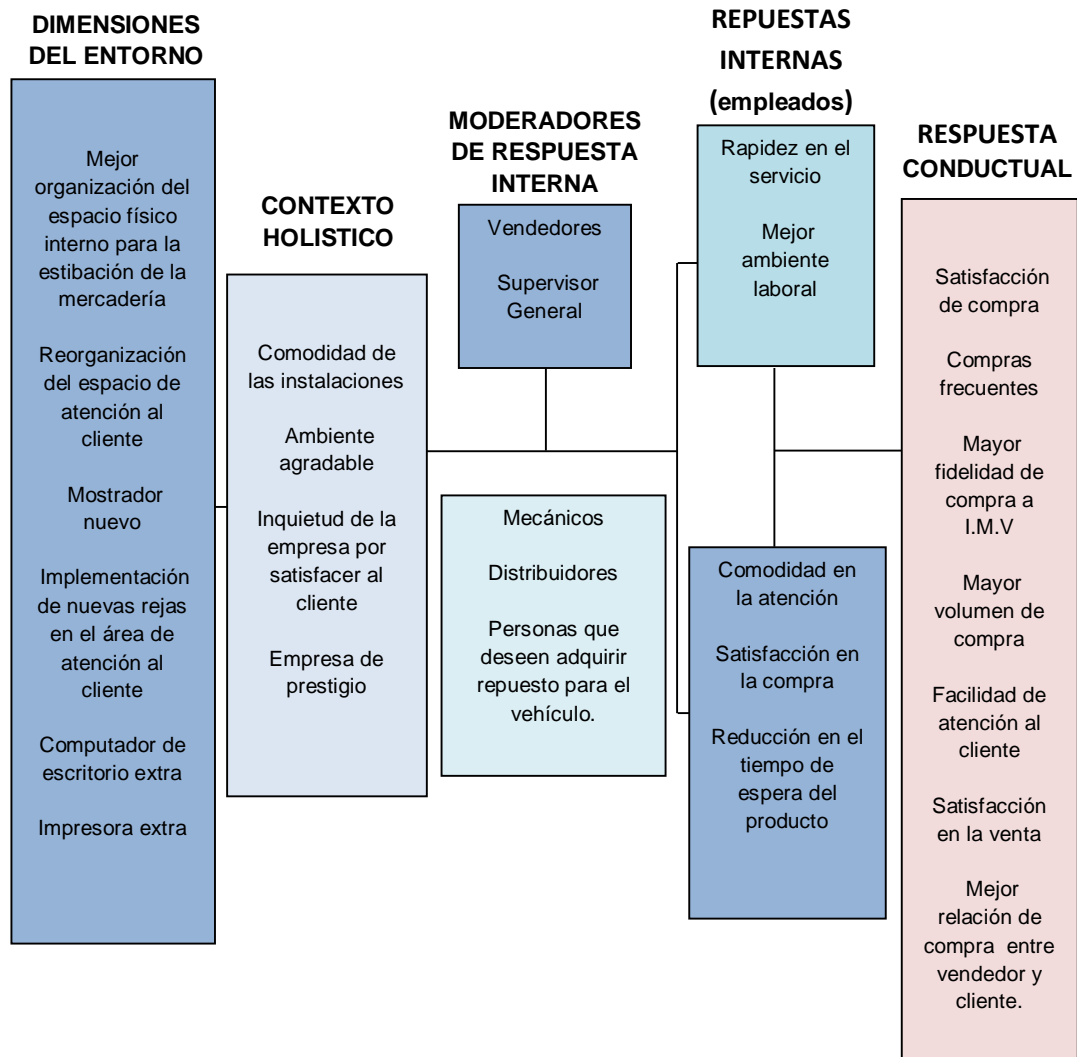 DIMENSIONES
DEL ENTORNO
Mejor
organización del
espacio físico
interno para la
estibación de la
mercadería
Reorganización
del espacio de
atención al
cliente
Mostrador
nuevo
Implementación
de nuevas rejas
en el área de
atención al
cliente
Computador de
escritorio extra
Impresora extra
CONTEXTO
HOLISTICO
Comodidad de
las instalaciones
Ambiente
agradable
Inquietud de la
empresa por
satisfacer al
cliente
Empresa de
prestigio
MODERADORES
DE RESPUESTA
INTERNA
Vendedores
Supervisor
General
Mecánicos
Distribuidores
Personas que
deseen adquirir
repuesto para el
vehículo.
REPUESTAS
INTERNAS
(empleados)
Rapidez en el
servicio
Mejor
ambiente
laboral
Comodidad en
la atención
Satisfacción en
la compra
Reducción en el
tiempo de
espera del
producto
RESPUESTA
CONDUCTUAL
Satisfacción
de compra
Compras
frecuentes
Mayor
fidelidad de
compra a
I.M.V
Mayor
volumen de
compra
Facilidad de
atención al
cliente
Satisfacción
en la venta
Mejor
relación de
compra entre
vendedor y
cliente.